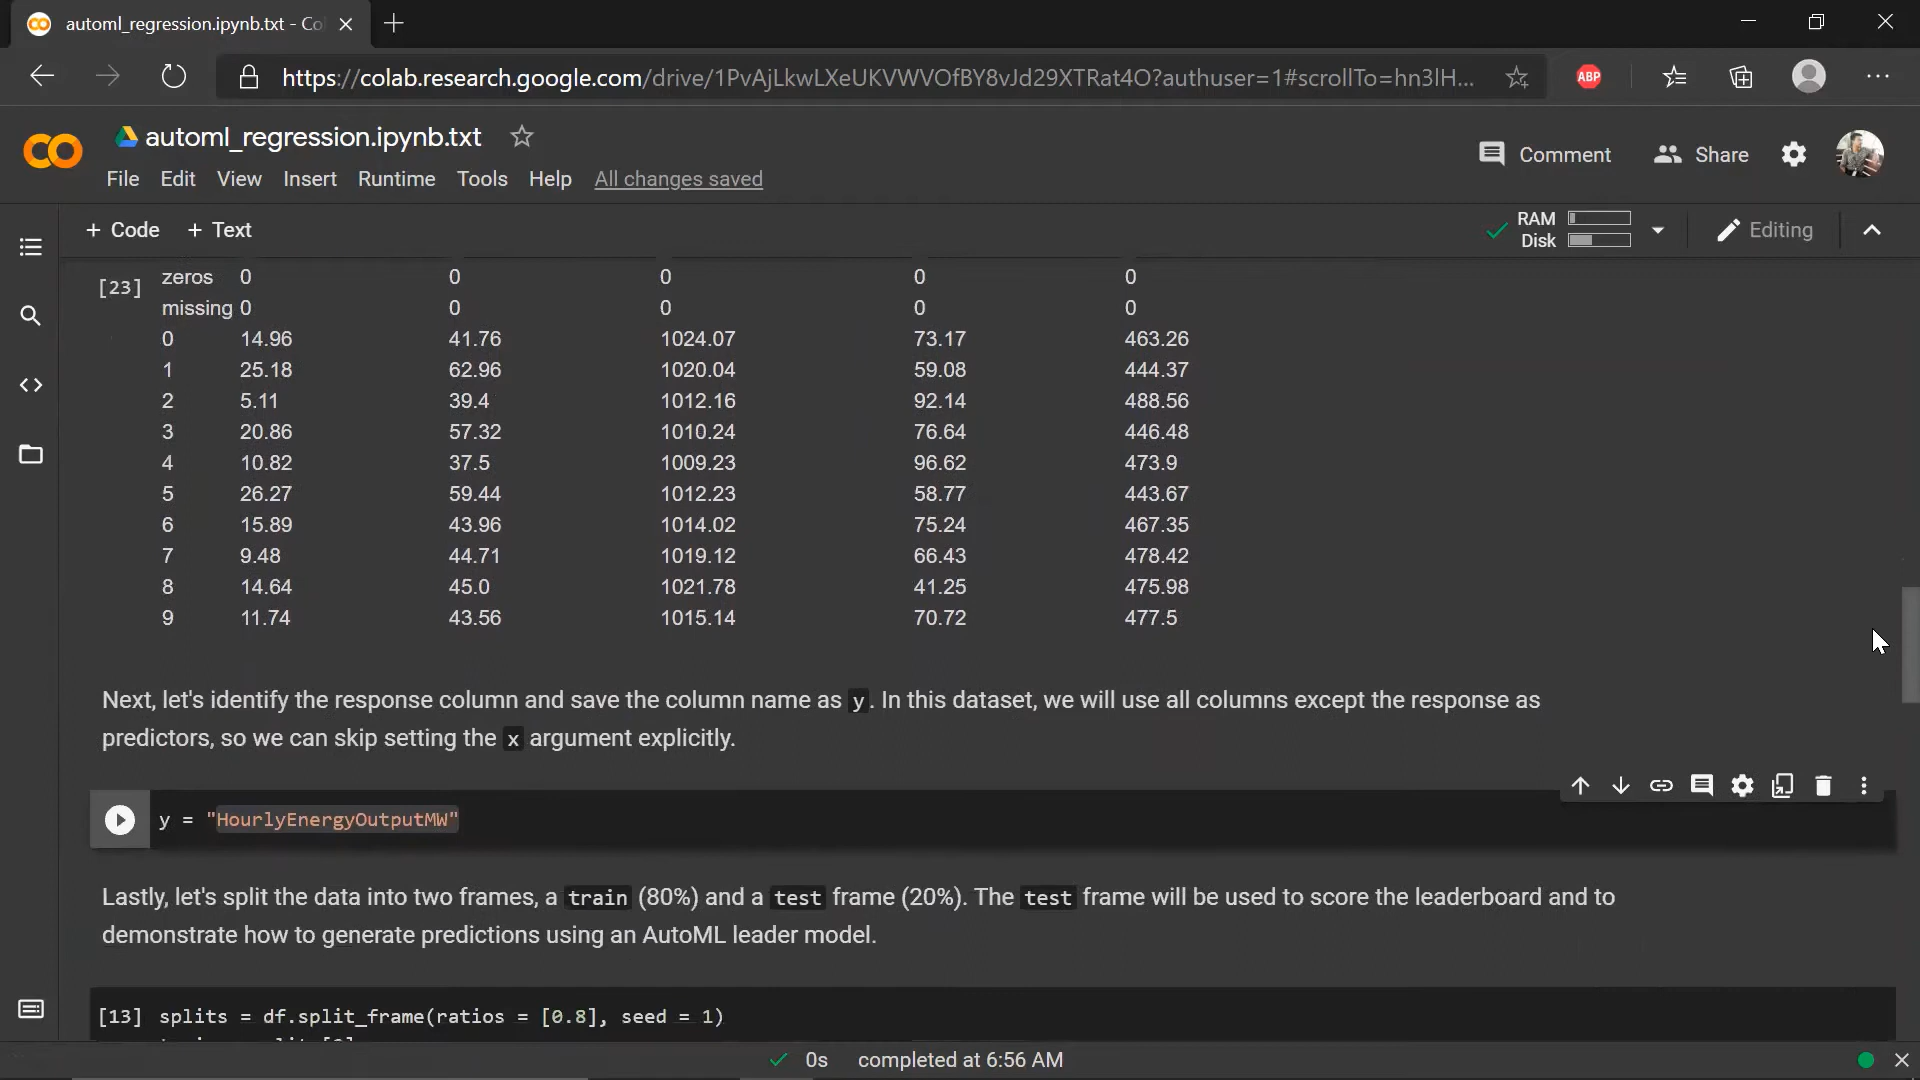 automl_regression.ipynb.txt - Co
https://colab.research.google.com/drive/1PvAjLkwLXeUKVWVOfBY8vJd29XTRat4O?authuser=1#scrollTo=hn3lH...
ABP
automl_regression.ipynb.txt
Comment
Share
File Edit View Insert Runtime Tools Help All changes saved
+ Code + Text
RAM
Disk
Editing
[23]
zeros 0 0 0 0 0
missing 0 0 0 0 0
0 14.96 41.76 1024.07 73.17 463.26
1 25.18 62.96 1020.04 59.08 444.37
2 5.11 39.4 1012.16 92.14 488.56
3 20.86 57.32 1010.24 76.64 446.48
4 10.82 37.5 1009.23 96.62 473.9
5 26.27 59.44 1012.23 58.77 443.67
6 15.89 43.96 1014.02 75.24 467.35
7 9.48 44.71 1019.12 66.43 478.42
8 14.64 45.0 1021.78 41.25 475.98
9 11.74 43.56 1015.14 70.72 477.5
Next, let's identify the response column and save the column name as y. In this dataset, we will use all columns except the response as
predictors, so we can skip setting the x argument explicitly.
y = "HourlyEnergyOutputMW"
Lastly, let's split the data into two frames, a train (80%) and a test frame (20%). The test frame will be used to score the leaderboard and to
demonstrate how to generate predictions using an AutoML leader model.
[13] splits = df.split_frame(ratios = [0.8], seed = 1)
0s completed at 6:56 AM